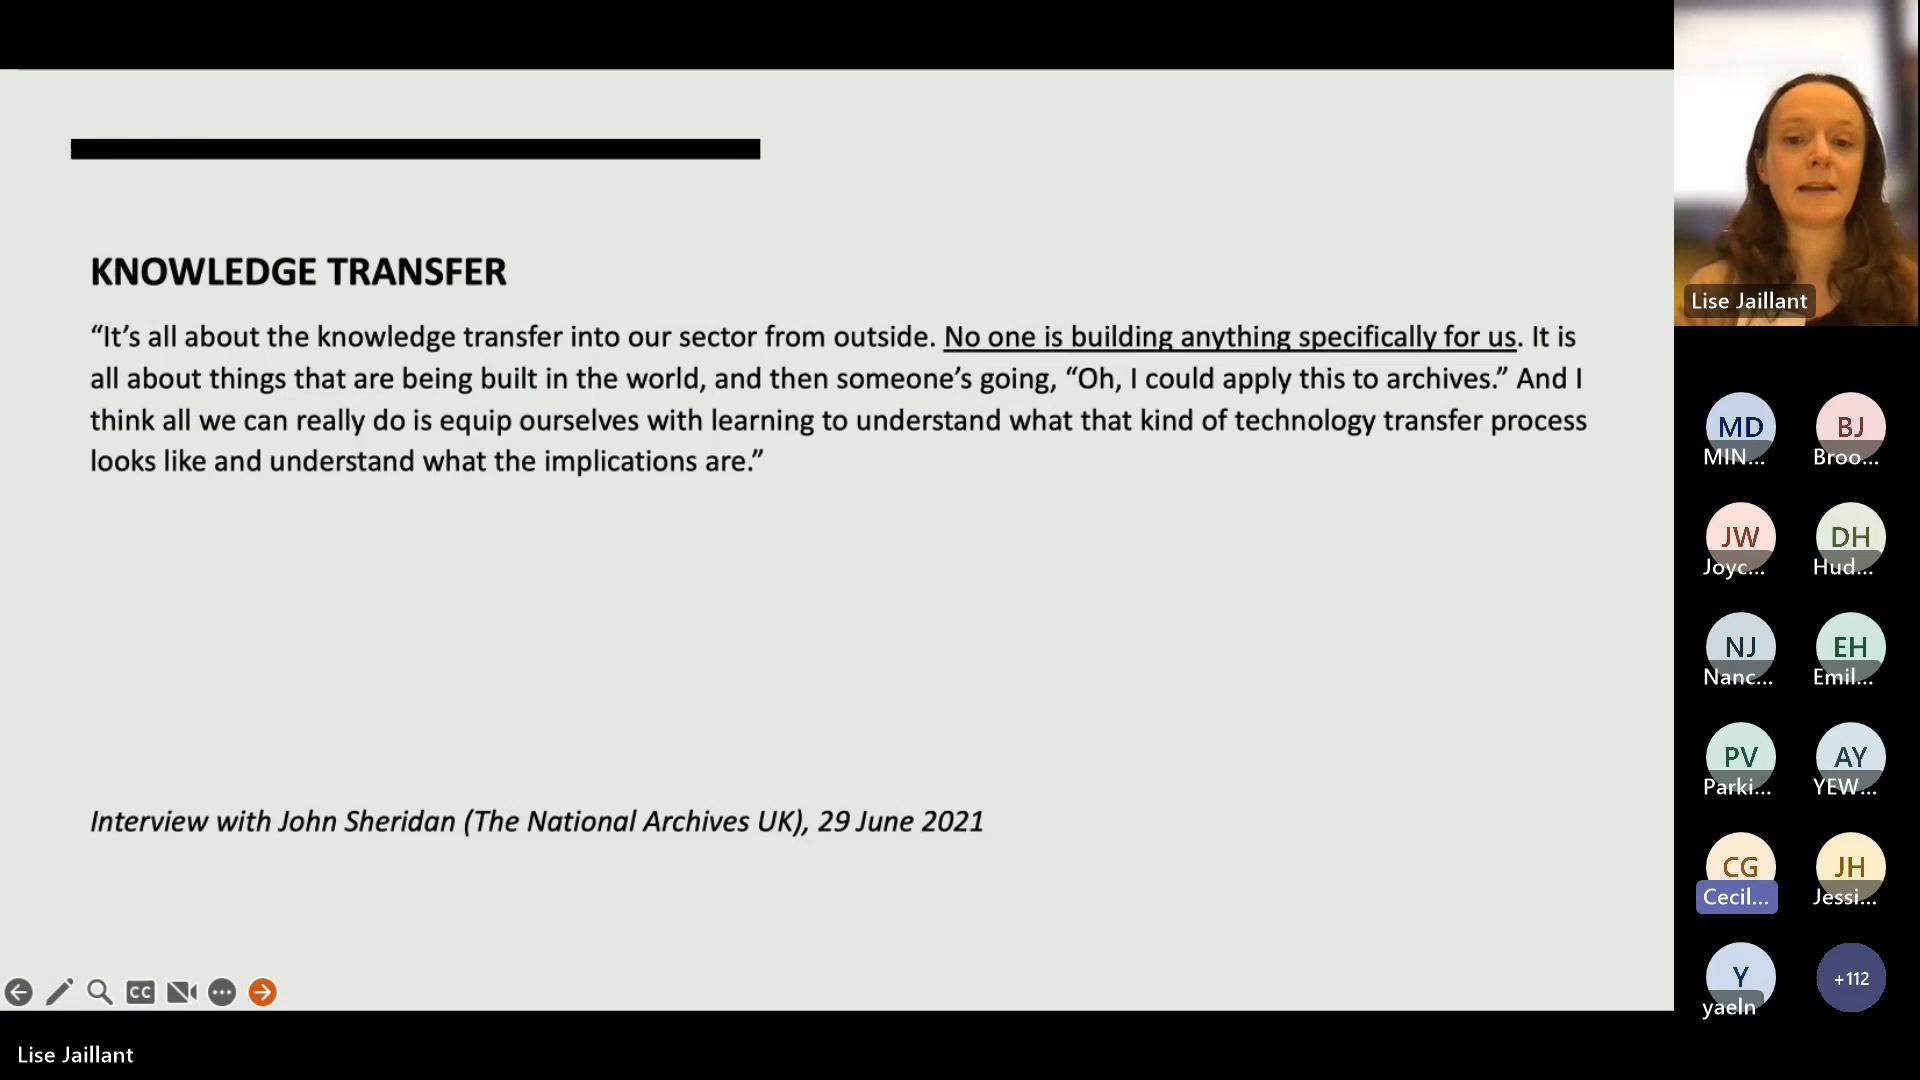 KNOWLEDGE TRANSFER
“It’s all about the knowledge transfer into our sector from outside. No one is building anything specifically for us. It is
all about things that are being built in the world, and then someone’s going, “Oh, I could apply this to archives.” And I
think all we can really do is equip ourselves with learning to understand what that kind of technology transfer process
looks like and understand what the implications are.”
Interview with John Sheridan (The National Archives UK), 29 June 2021
CC
Lise Jaillant
Lise Jaillant
MD
BJ
MIN...
Broo...
JW
DH
Joyc...
Hud...
NJ
EH
Nanc...
Emil...
PV
AY
Parki...
YEW...
CG
JH
Cecil...
Jessi...
Y
+112
yaeln